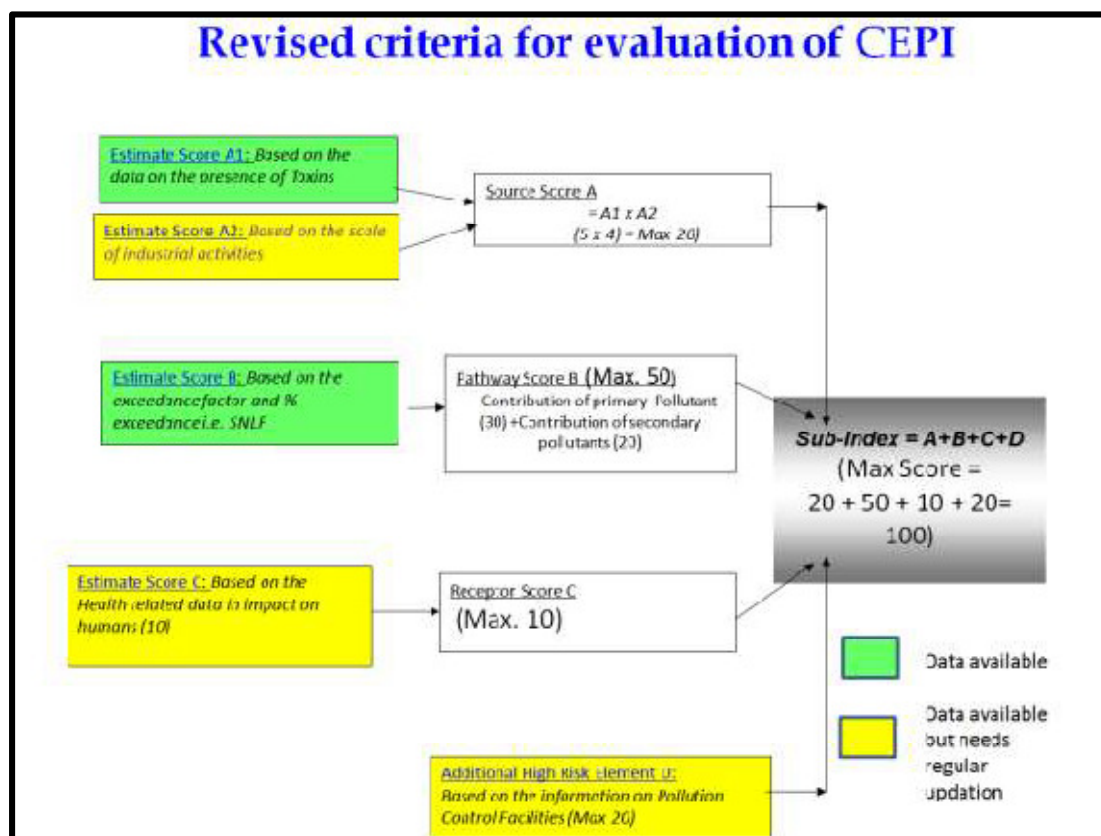 Revised criteria for evaluation of CEPI
Estimate Score A1: Based on the
data on the presence of Toxins
Estimate Score A2: Based on the scale
of industrial activities
Source Score A
= A1 x A2
(5 x 4) = Max 20)
Estimate Score B: Based on the
exceedancefactor and %
exceedancei.e. SNLF
Pathway Score B (Max. 50)
Contribution of primary Pollutant
(30) +Contribution of secondary
pollutants (20)
Sub-Index = A+B+C+D
(Max Score =
20 + 50 + 10 + 20=
100)
Estimate Score C: Based on the
Health related data in impact on
humans (10)
Receptor Score C
(Max. 10)
Data available
Data available
but needs
regular
updation
Additional High Risk Element D:
Based on the information on Pollution
Control Facilities (Max 20)